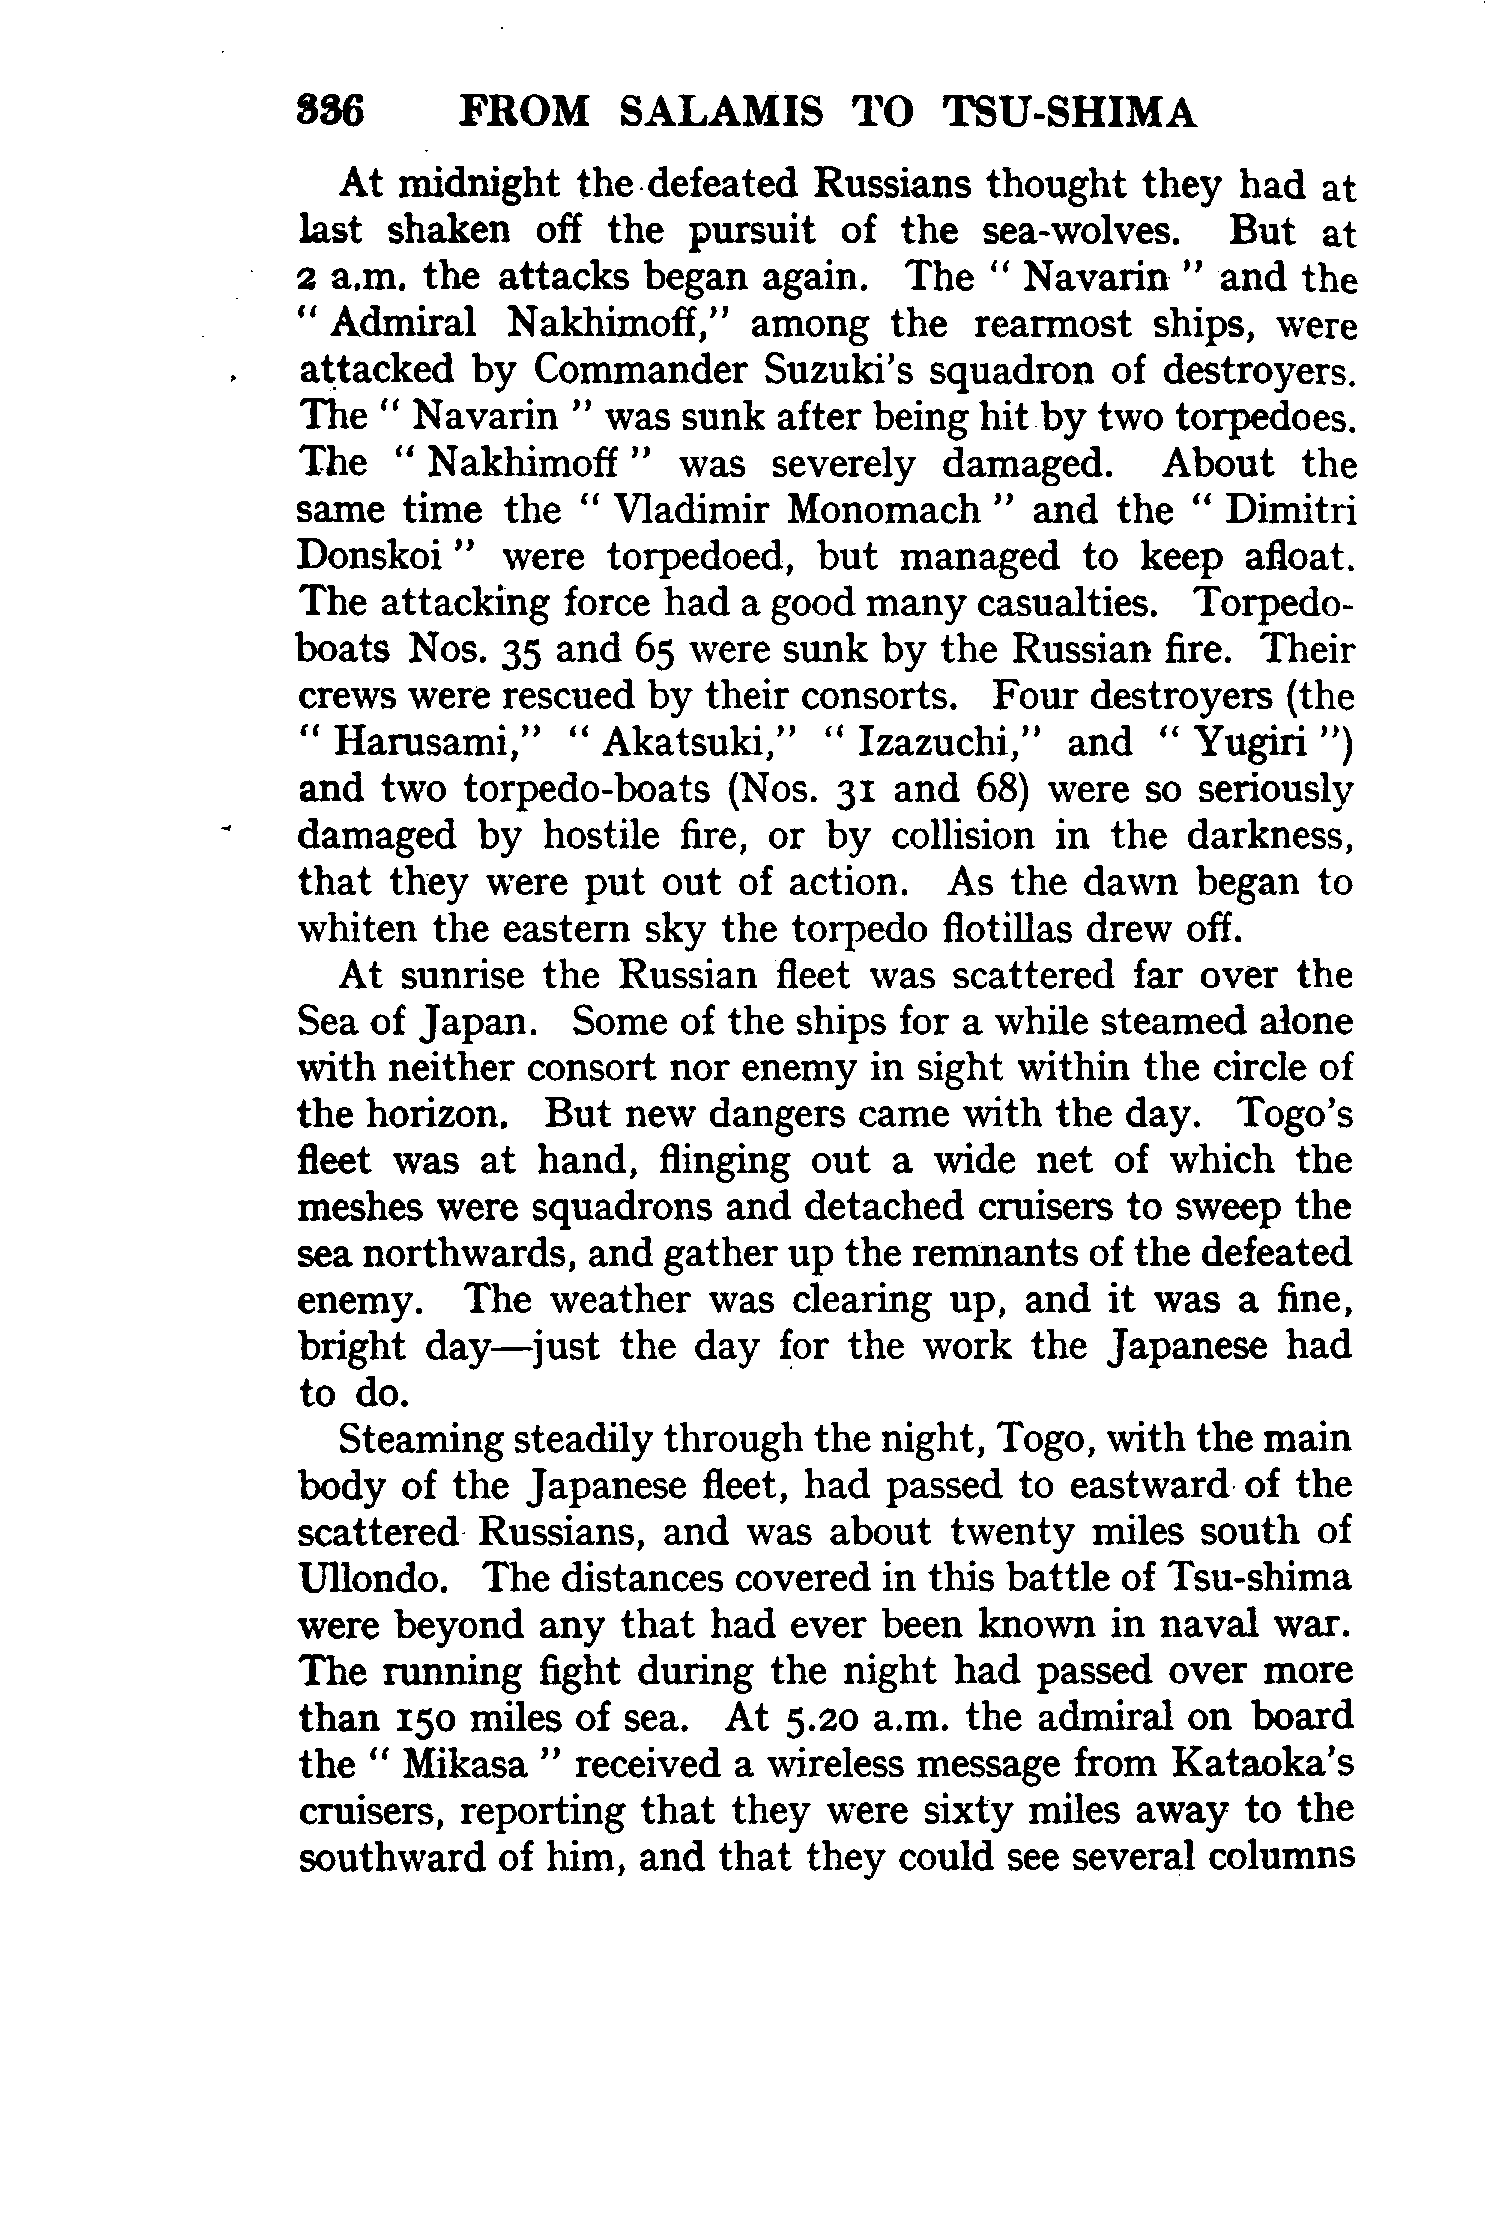 336 FROM SALAMIS TO TSU-SHIMA
At midnight the defeated Russians thought they had at
last shaken off the pursuit of the sea-wolves. But at
2 a.m. the attacks began again. The " Navarin " and the
" Admiral Nakhimoff," among the rearmost ships, were
attacked by Commander Suzuki's squadron of destroyers.
The " Navarin " was sunk after being hit by two torpedoes.
The " Nakhimoff " was severely damaged. About the
same time the " Vladimir Monomach " and the " Dimitri
Donskoi " were torpedoed, but managed to keep afloat.
The attacking force had a good many casualties. Torpedo-
boats Nos. 35 and 65 were sunk by the Russian fire. Their
crews were rescued by their consorts. Four destroyers (the
" Harusami," " Akatsuki," " Izazuchi," and " Yugiri ")
and two torpedo-boats (Nos. 31 and 68) were so seriously
damaged by hostile fire, or by collision in the darkness,
that they were put out of action. As the dawn began to
whiten the eastern sky the torpedo flotillas drew off.
At sunrise the Russian fleet was scattered far over the
Sea of Japan. Some of the ships for a while steamed alone
with neither consort nor enemy in sight within the circle of
the horizon. But new dangers came with the day. Togo's
fleet was at hand, flinging out a wide net of which the
meshes were squadrons and detached cruisers to sweep the
sea northwards, and gather up the remnants of the defeated
enemy. The weather was clearing up, and it was a fine,
bright day—just the day for the work the Japanese had
to do.
Steaming steadily through the night, Togo, with the main
body of the Japanese fleet, had passed to eastward of the
scattered Russians, and was about twenty miles south of
Ullondo. The distances covered in this battle of Tsu-shima
were beyond any that had ever been known in naval war.
The running fight during the night had passed over more
than 150 miles of sea. At 5.20 a.m. the admiral on board
the " Mikasa " received a wireless message from Kataoka's
cruisers, reporting that they were sixty miles away to the
southward of him, and that they could see several columns